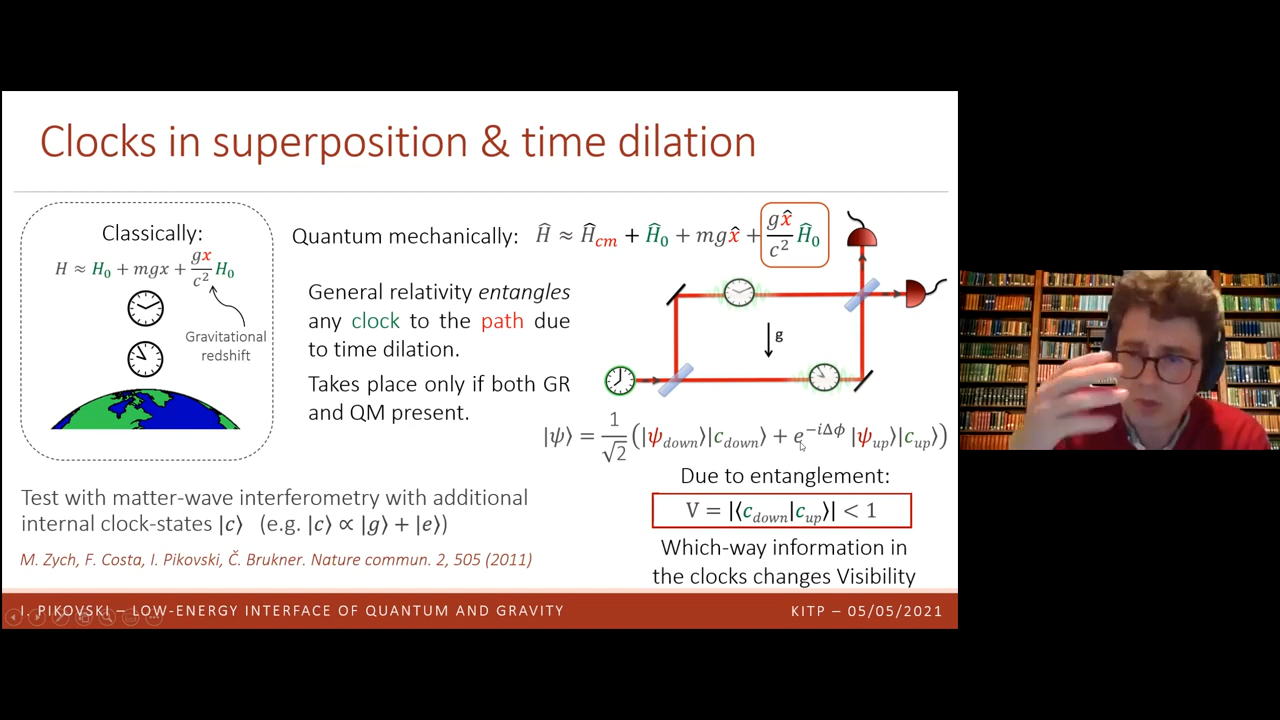 Clocks in superposition & time dilation
Classically:
H ≈ H₀ + mgx + gx/c² H₀
Gravitational
redshift
Quantum mechanically: Ĥ ≈ Ĥcm + Ĥ₀ + mgx̂ + gx̂/c² Ĥ₀
General relativity entangles
any clock to the path due
to time dilation.
Takes place only if both GR
and QM present.
g
|ψ⟩ = 1/√2 (|ψdown⟩|cdown⟩ + e^−iΔϕ |ψup⟩|cup⟩)
Due to entanglement:
V = |⟨cdown|cup⟩| < 1
Which-way information in
the clocks changes Visibility
Test with matter-wave interferometry with additional
internal clock-states |c⟩ (e.g. |c⟩ ∝ |g⟩ + |e⟩)
M. Zych, F. Costa, I. Pikovski, Č. Brukner. Nature commun. 2, 505 (2011)
I. PIKOVSKI – LOW-ENERGY INTERFACE OF QUANTUM AND GRAVITY
KITP – 05/05/2021